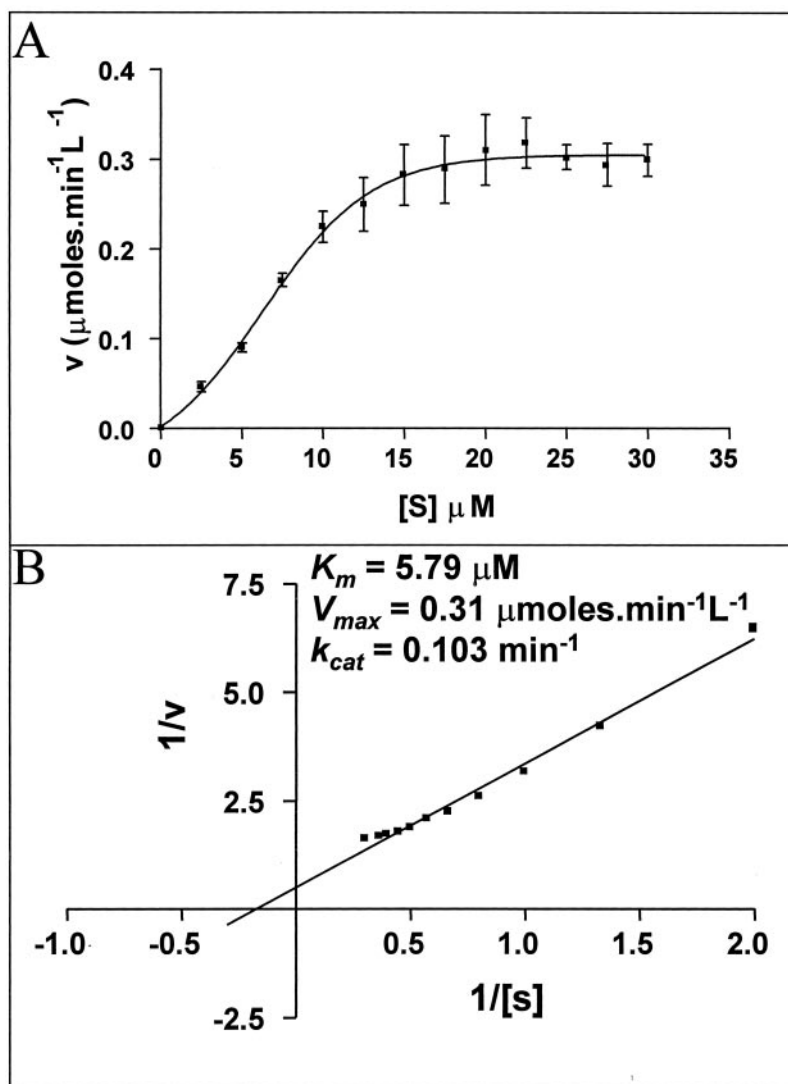 A
0.4
0.3
0.2
0.1
0.0
v (μmoles.min⁻¹L⁻¹)
0 5 10 15 20 25 30 35
[S] μM
B
Kₘ = 5.79 μM
Vₘₐₓ = 0.31 μmoles.min⁻¹L⁻¹
k_cat = 0.103 min⁻¹
7.5
5.0
2.5
-2.5
1/v
-1.0 -0.5 0.5 1.0 1.5 2.0
1/[s]